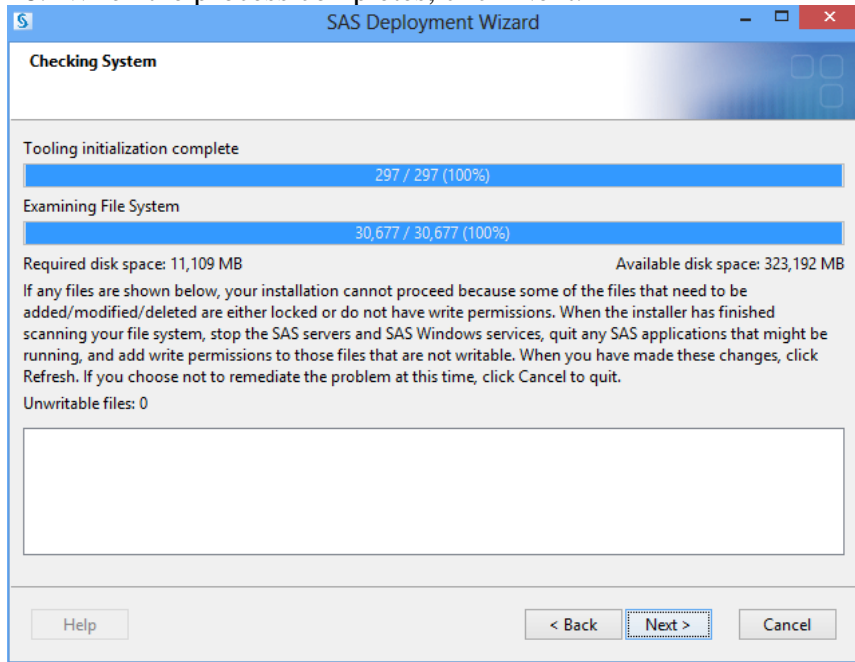 SAS Deployment Wizard
Checking System
Tooling initialization complete
297 / 297 (100%)
Examining File System
30,677 / 30,677 (100%)
Required disk space: 11,109 MB Available disk space: 323,192 MB
If any files are shown below, your installation cannot proceed because some of the files that need to be
added/modified/deleted are either locked or do not have write permissions. When the installer has finished
scanning your file system, stop the SAS servers and SAS Windows services, quit any SAS applications that might be
running, and add write permissions to those files that are not writable. When you have made these changes, click
Refresh. If you choose not to remediate the problem at this time, click Cancel to quit.
Unwritable files: 0
Help < Back Next > Cancel